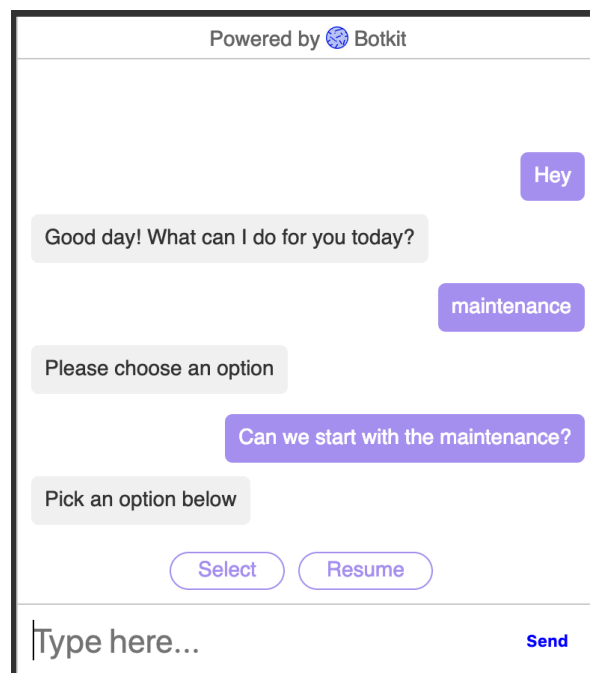 Powered by Botkit
Hey
Good day! What can I do for you today?
maintenance
Please choose an option
Can we start with the maintenance?
Pick an option below
Select Resume
Type here... Send